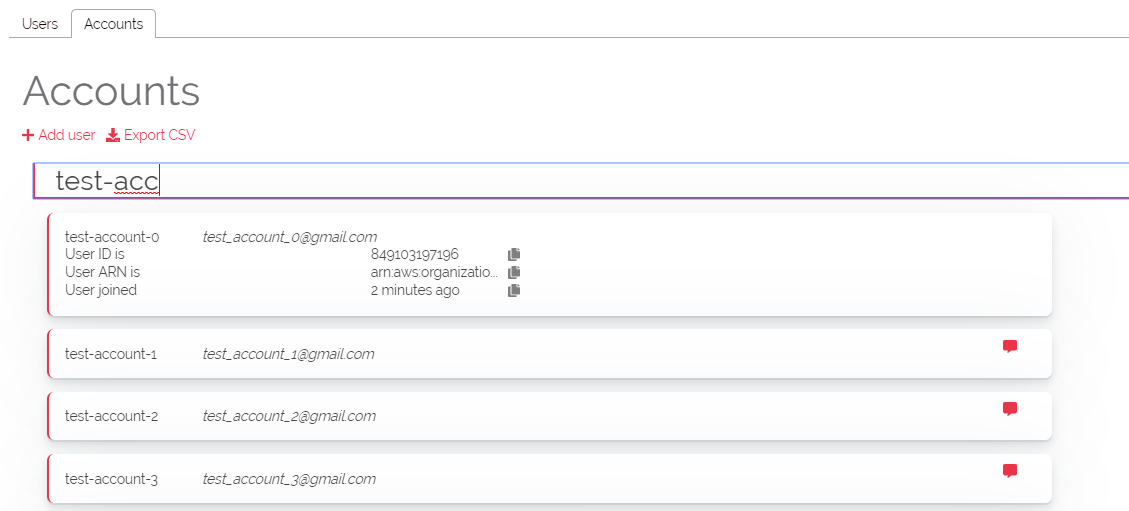 Users Accounts
Accounts
Add user Export CSV
test-acc
test-account-0 test_account_0@gmail.com
User ID is 849103197196
User ARN is arn:aws:organizatio...
User joined 2 minutes ago
test-account-1 test_account_1@gmail.com
test-account-2 test_account_2@gmail.com
test-account-3 test_account_3@gmail.com